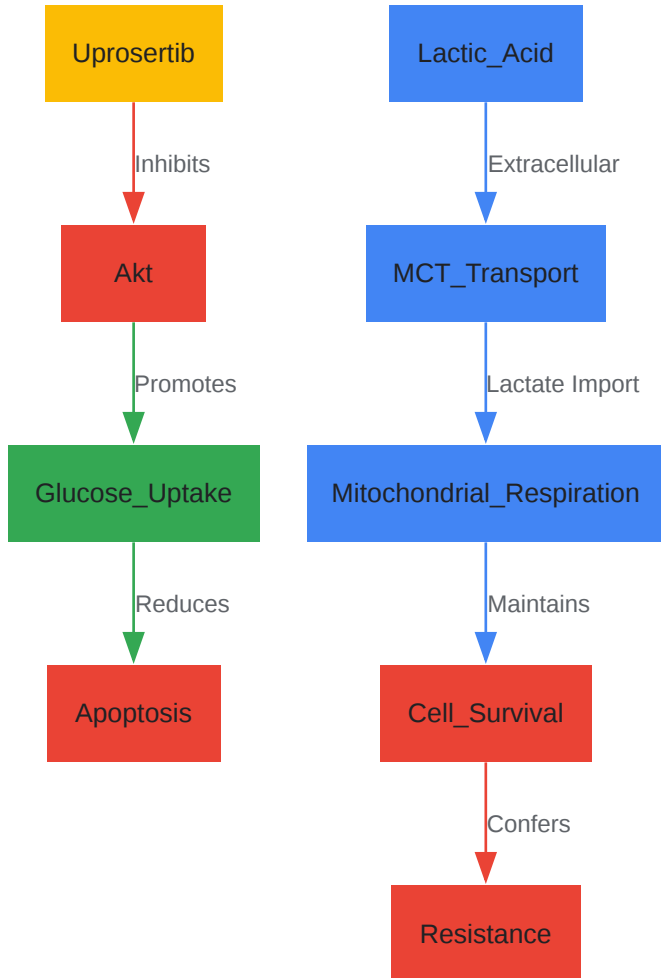 Uprosertib
Inhibits
Akt
Promotes
Glucose_Uptake
Reduces
Apoptosis
Lactic_Acid
Extracellular
MCT_Transport
Lactate Import
Mitochondrial_Respiration
Maintains
Cell_Survival
Confers
Resistance